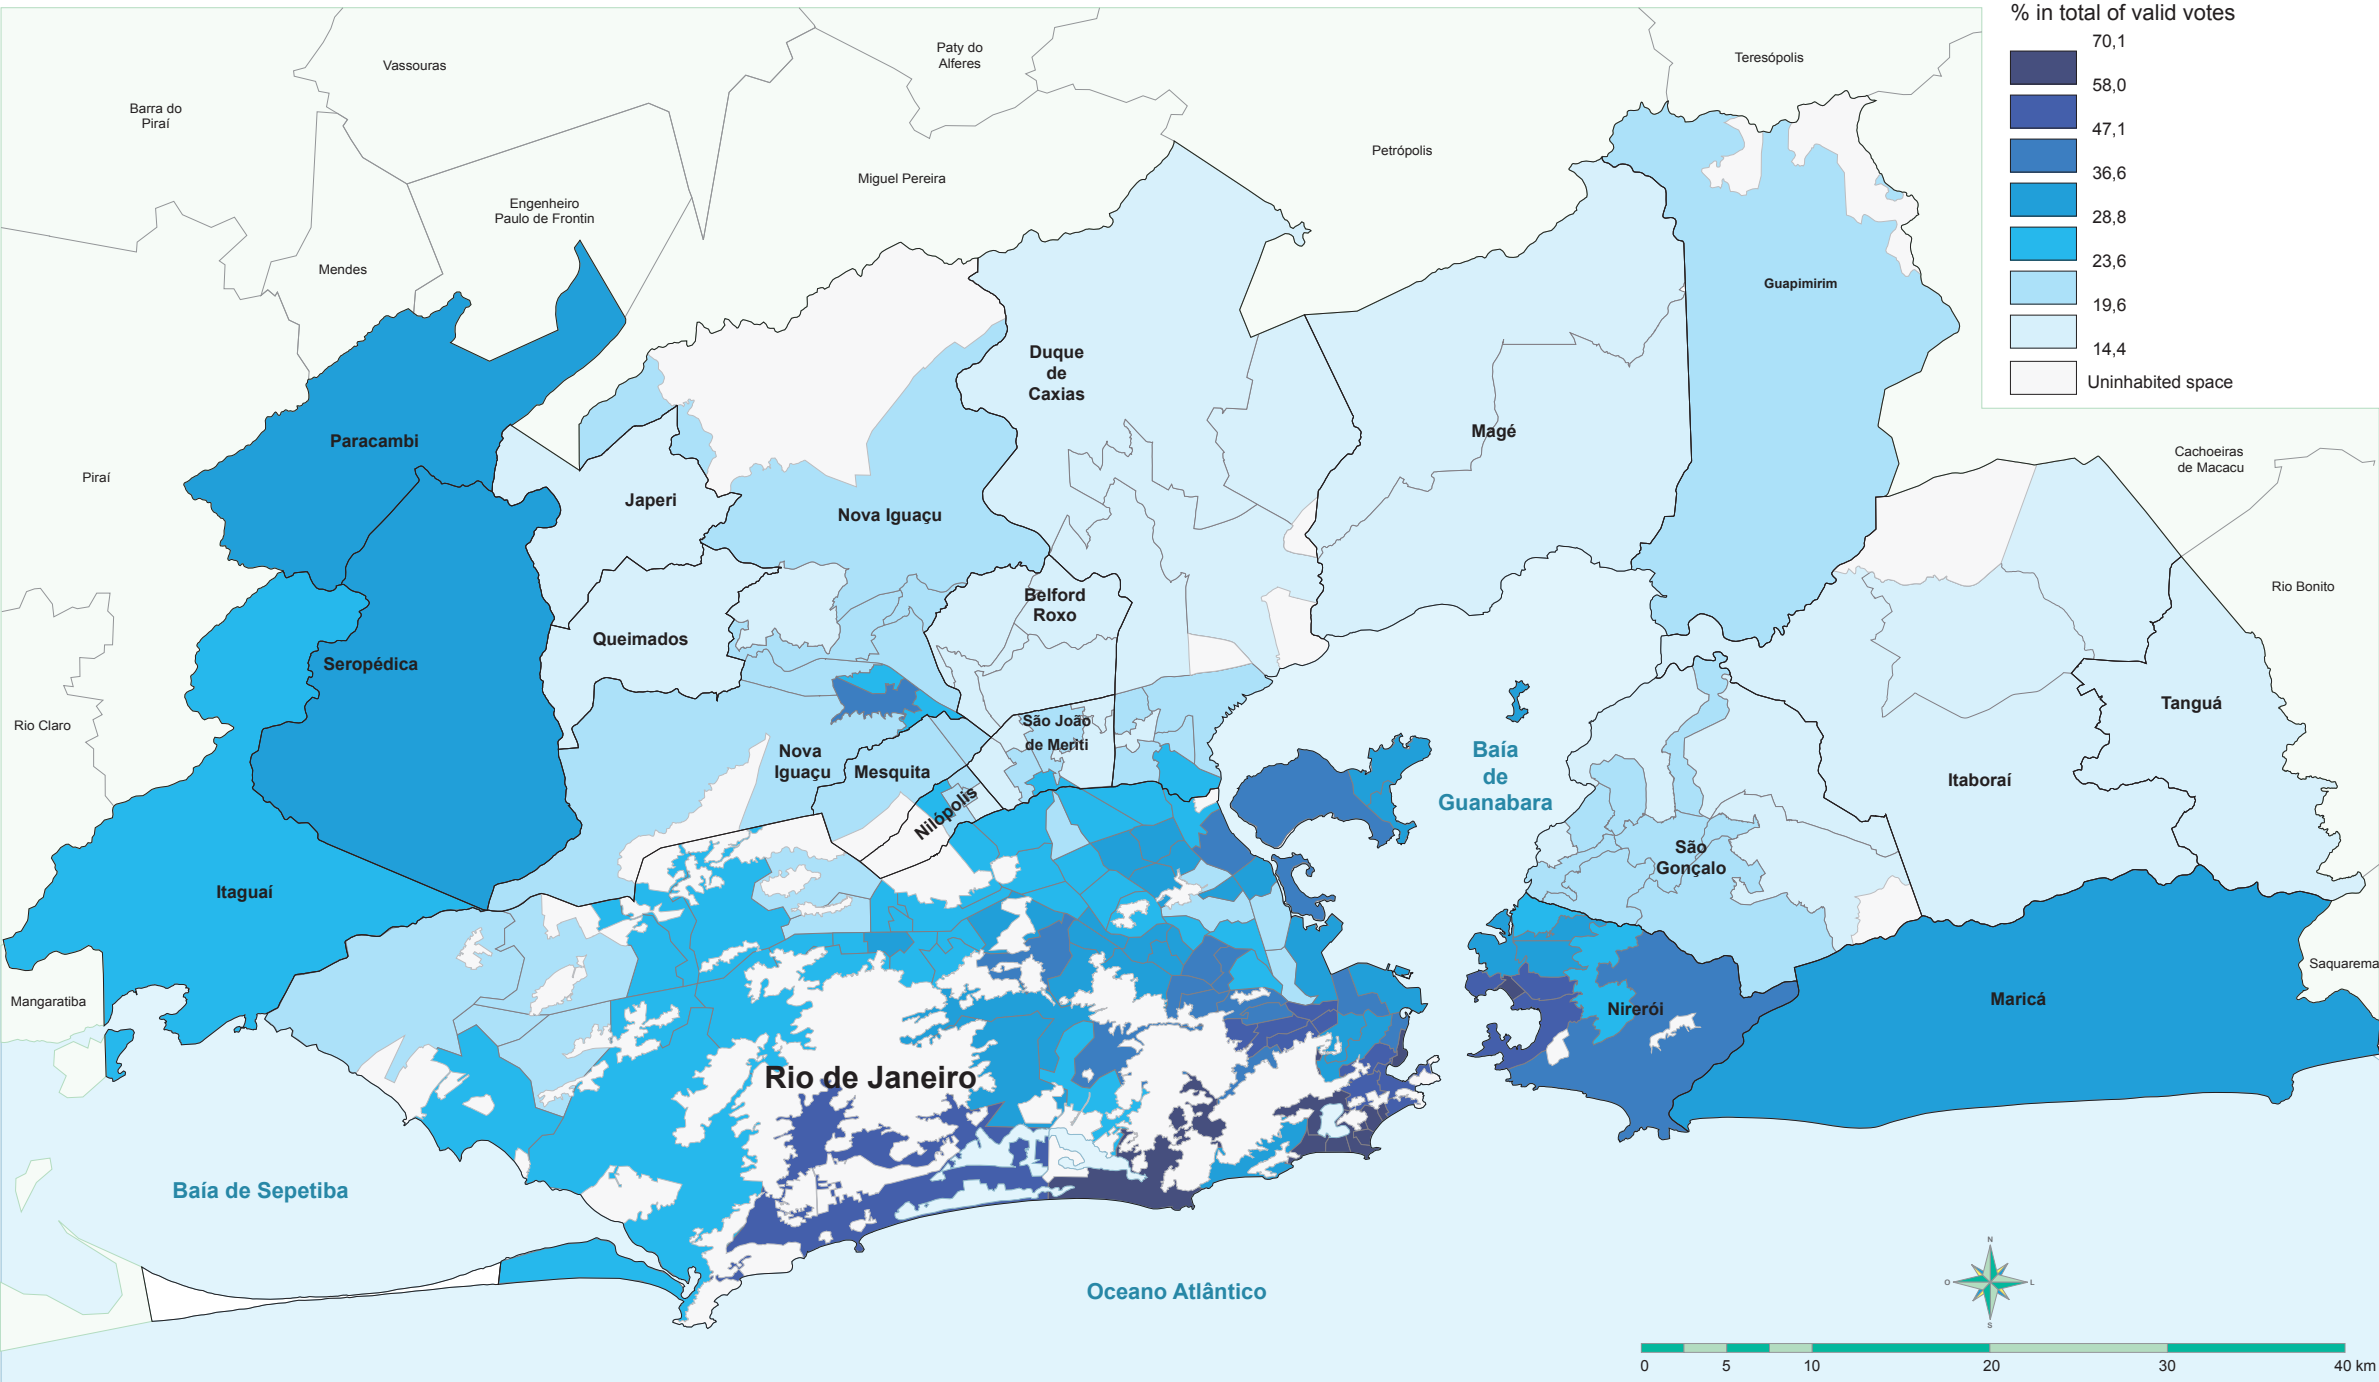 % in total of valid votes
70,1
58,0
47,1
36,6
28,8
23,6
19,6
14,4
Uninhabited space
Vassouras
Paty do
Alferes
Teresópolis
Barra do
Piraí
Petrópolis
Miguel Pereira
Engenheiro
Paulo de Frontin
Mendes
Guapimirim
Duque
de
Caxias
Paracambi
Magé
Cachoeiras
de Macacu
Piraí
Japeri
Nova Iguaçu
Belford
Roxo
Rio Bonito
Queimados
Seropédica
Tanguá
Rio Claro
São João
de Meriti
Nova
Iguaçu
Mesquita
Baía
de
Guanabara
Itaboraí
Nilópolis
São
Gonçalo
Itaguaí
Saquarema
Mangaratiba
Nirerói
Maricá
Rio de Janeiro
Baía de Sepetiba
Oceano Atlântico
N
O
L
S
0
5
10
20
30
40 km